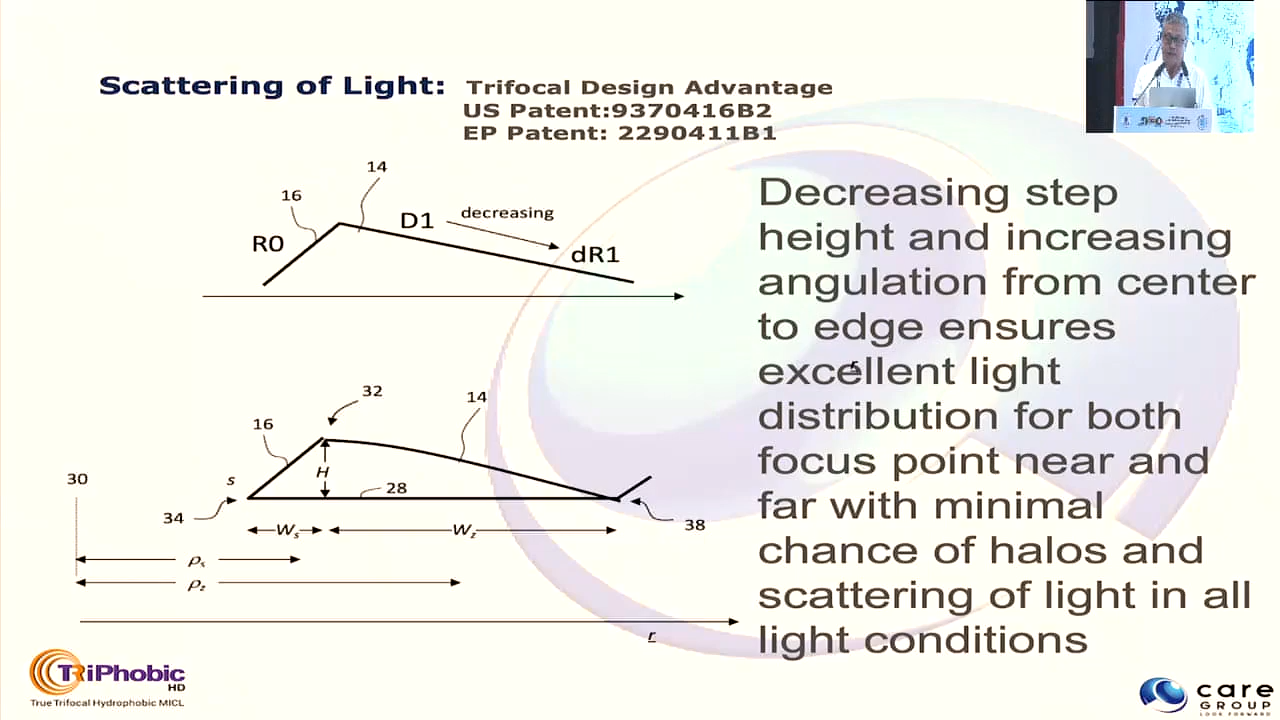 Scattering of Light: Trifocal Design Advantage
US Patent:9370416B2
EP Patent: 2290411B1
14
16
R0
D1
decreasing
dR1
32
16
14
30
s
H
28
34
38
Ws
Wz
ρs
ρz
r
Decreasing step
height and increasing
angulation from center
to edge ensures
excellent light
distribution for both
focus point near and
far with minimal
chance of halos and
scattering of light in all
light conditions
r
TRiPhobic
HD
True Trifocal Hydrophobic MICL
care
GROUP
LOOK FORWARD